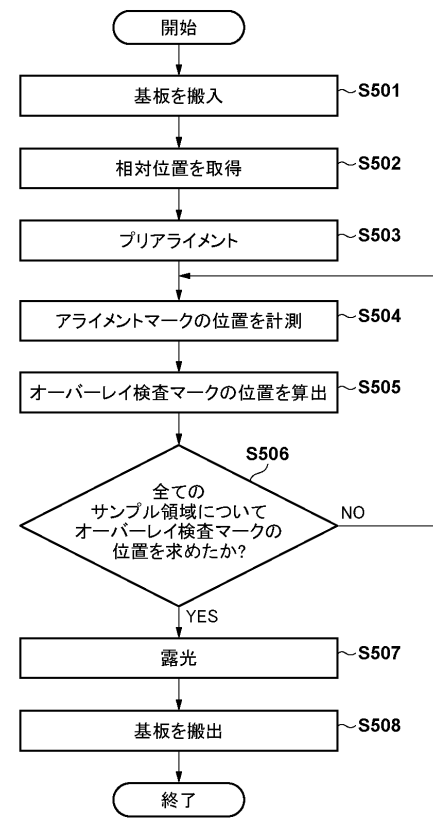 開始
基板を搬入
S501
相対位置を取得
S502
プリアライメント
S503
アライメントマークの位置を計測
S504
オーバーレイ検査マークの位置を算出
S505
S506
全ての
サンプル領域について
オーバーレイ検査マークの
位置を求めたか?
NO
YES
露光
S507
基板を搬出
S508
終了